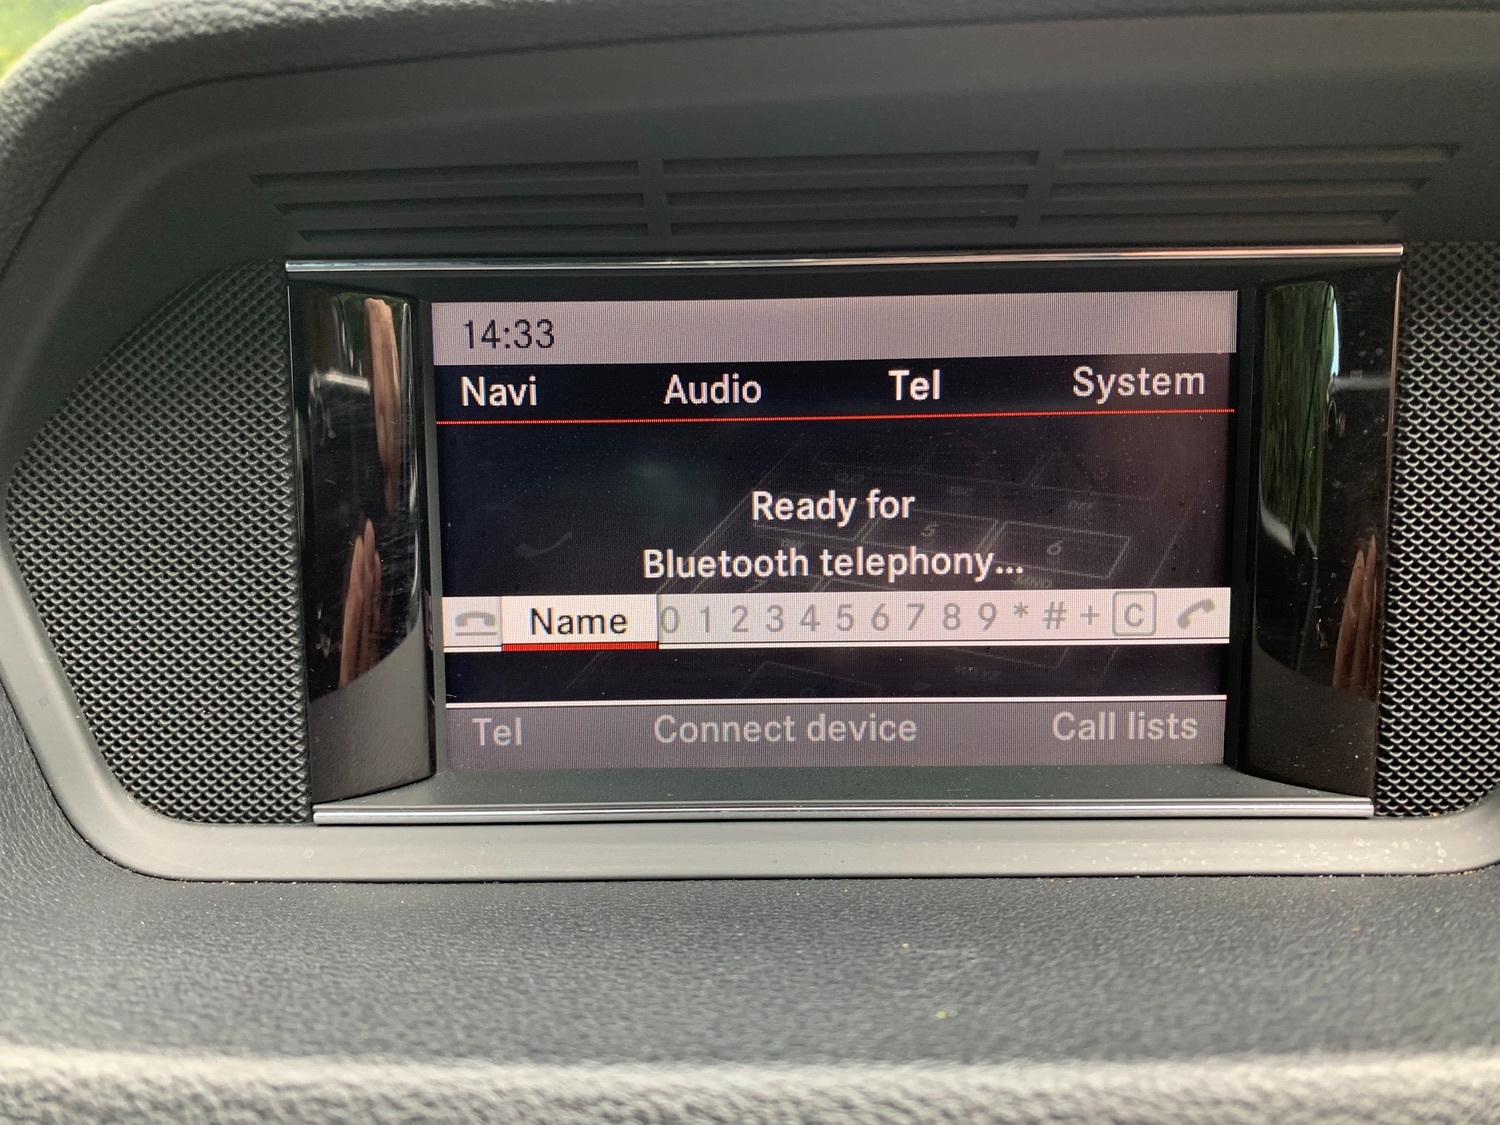 14:33
Navi Audio Tel System
Ready for
Bluetooth telephony...
Name 0 1 2 3 4 5 6 7 8 9 * # + C
Tel Connect device Call lists